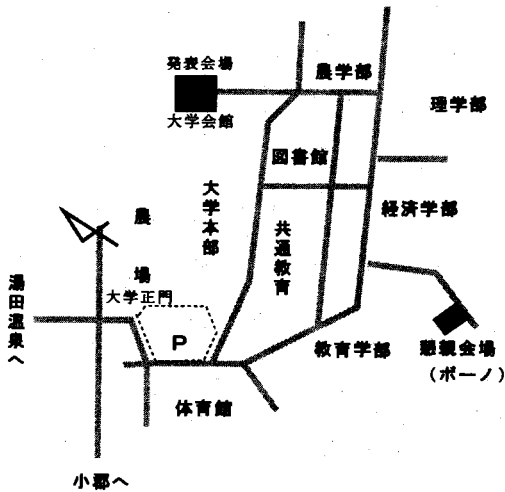 発表会場
大学会館
農学部
理学部
図書館
大学本部
経済学部
共通教育
農場
大学正門
湯田温泉へ
P
教育学部
懇親会場
(ボーノ)
体育館
小郡へ